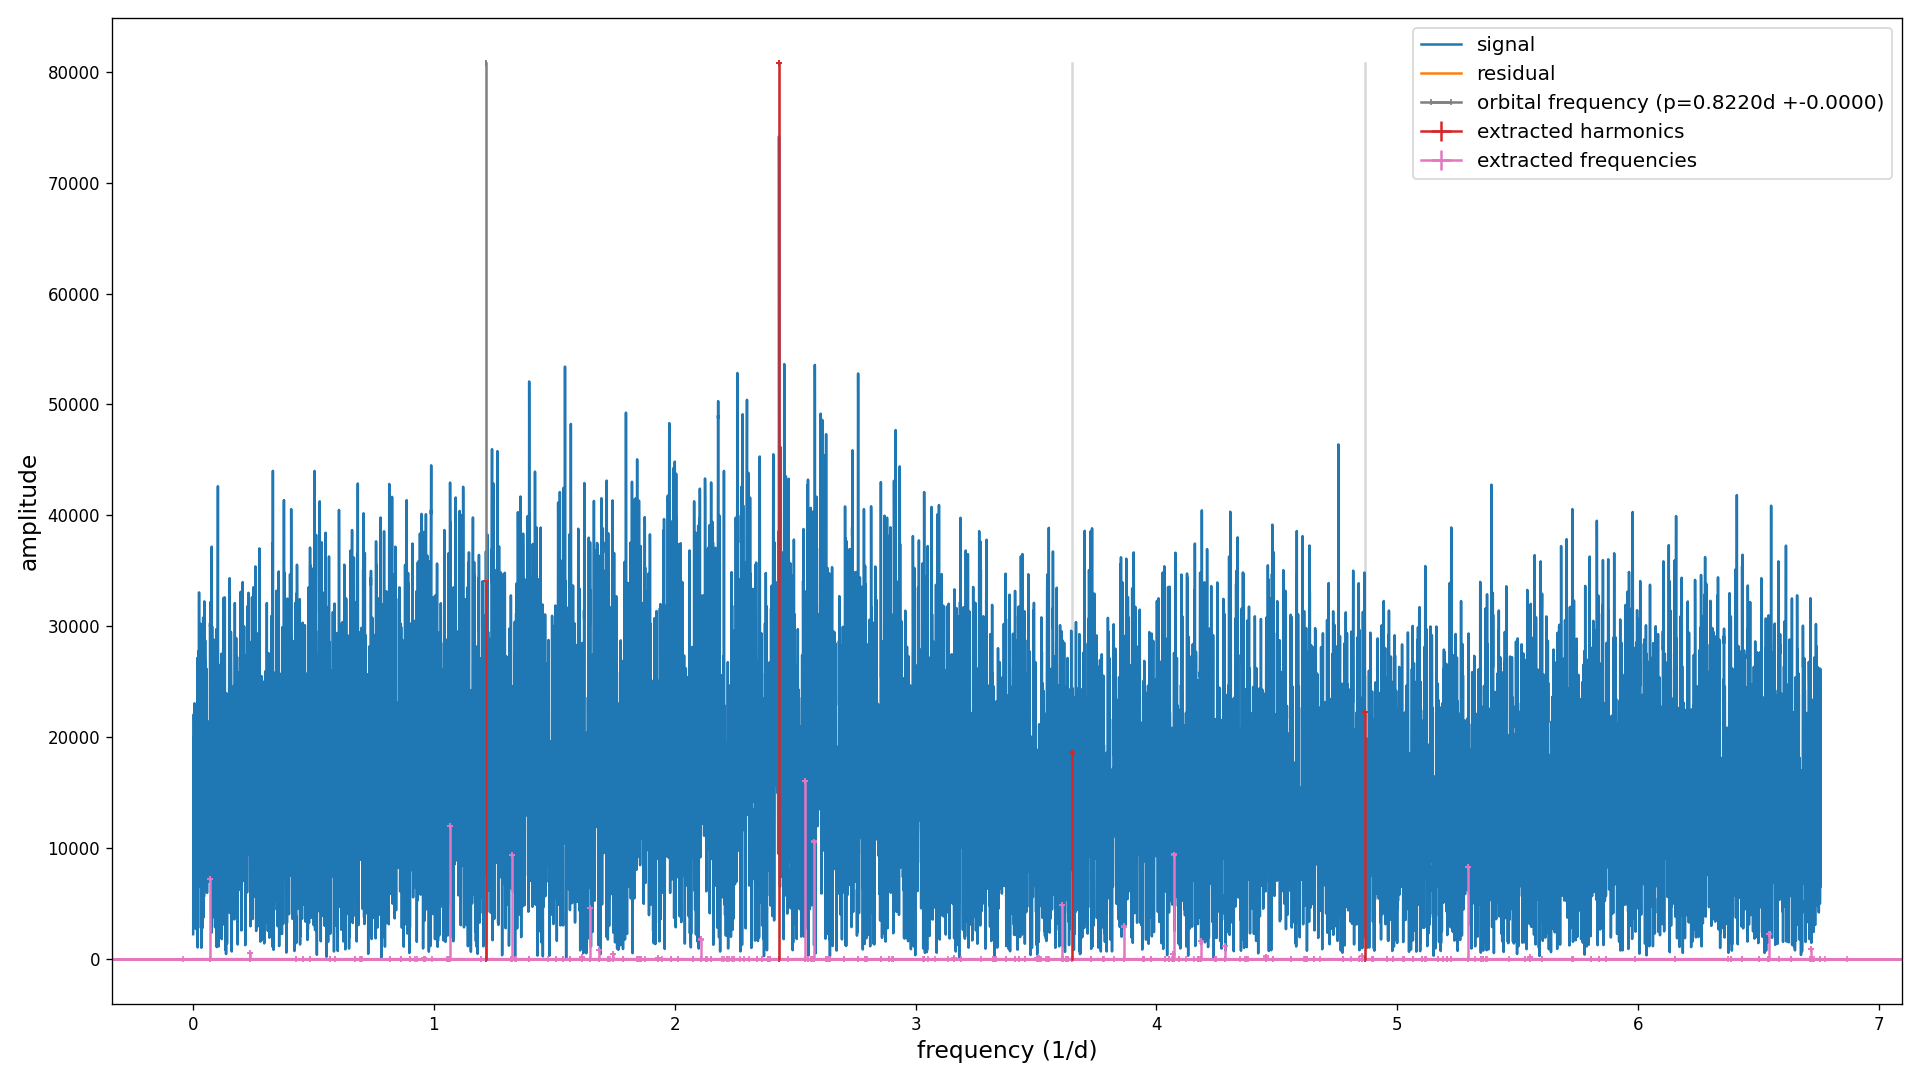 signal
residual
orbital frequency (p=0.8220d +-0.0000)
extracted harmonics
extracted frequencies
80000
70000
60000
50000
40000
30000
20000
10000
0
amplitude
0 1 2 3 4 5 6 7
frequency (1/d)